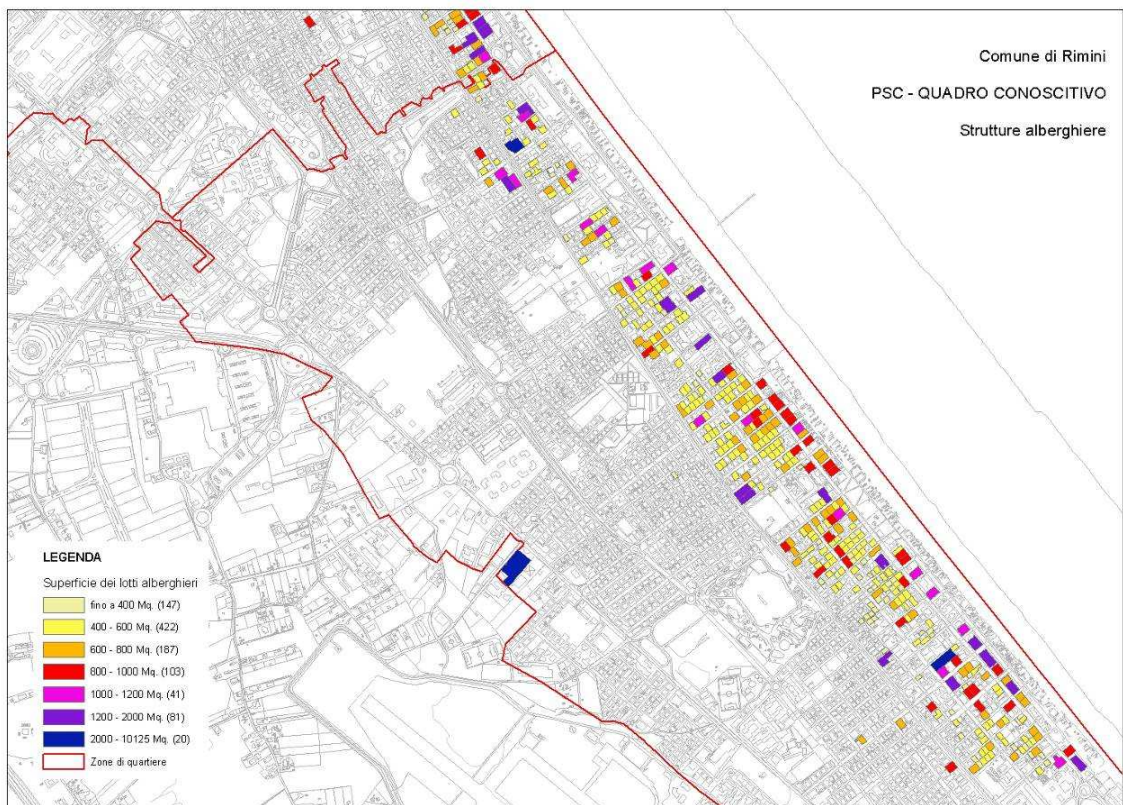 Comune di Rimini
PSC - QUADRO CONOSCITIVO
Strutture alberghiere
LEGENDA
Superficie dei lotti alberghieri
fino a 400 Mq. (147)
400 - 600 Mq. (422)
600 - 800 Mq. (187)
800 - 1000 Mq. (103)
1000 - 1200 Mq. (41)
1200 - 2000 Mq. (81)
2000 - 10125 Mq. (20)
Zone di quartiere